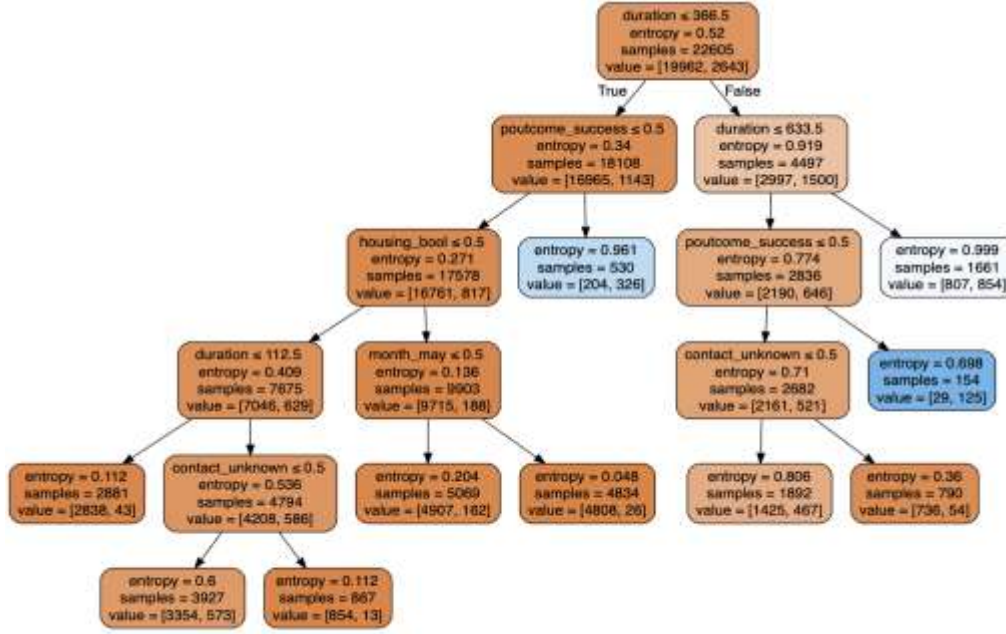 duration ≤ 366.5
entropy = 0.52
samples = 22605
value = [19962, 2643]
True
False
poutcome_success ≤ 0.5
entropy = 0.34
samples = 18108
value = [16965, 1143]
duration ≤ 633.5
entropy = 0.919
samples = 4497
value = [2997, 1500]
housing_bool ≤ 0.5
entropy = 0.271
samples = 17578
value = [16761, 817]
entropy = 0.961
samples = 530
value = [204, 326]
poutcome_success ≤ 0.5
entropy = 0.774
samples = 2836
value = [2190, 646]
entropy = 0.999
samples = 1661
value = [807, 854]
duration ≤ 112.5
entropy = 0.409
samples = 7675
value = [7046, 629]
month_may ≤ 0.5
entropy = 0.136
samples = 9903
value = [9715, 188]
contact_unknown ≤ 0.5
entropy = 0.71
samples = 2682
value = [2161, 521]
entropy = 0.698
samples = 154
value = [29, 125]
entropy = 0.112
samples = 2881
value = [2838, 43]
contact_unknown ≤ 0.5
entropy = 0.536
samples = 4794
value = [4208, 586]
entropy = 0.204
samples = 5069
value = [4907, 162]
entropy = 0.048
samples = 4834
value = [4808, 26]
entropy = 0.806
samples = 1892
value = [1425, 467]
entropy = 0.36
samples = 790
value = [736, 54]
entropy = 0.6
samples = 3927
value = [3354, 573]
entropy = 0.112
samples = 867
value = [854, 13]